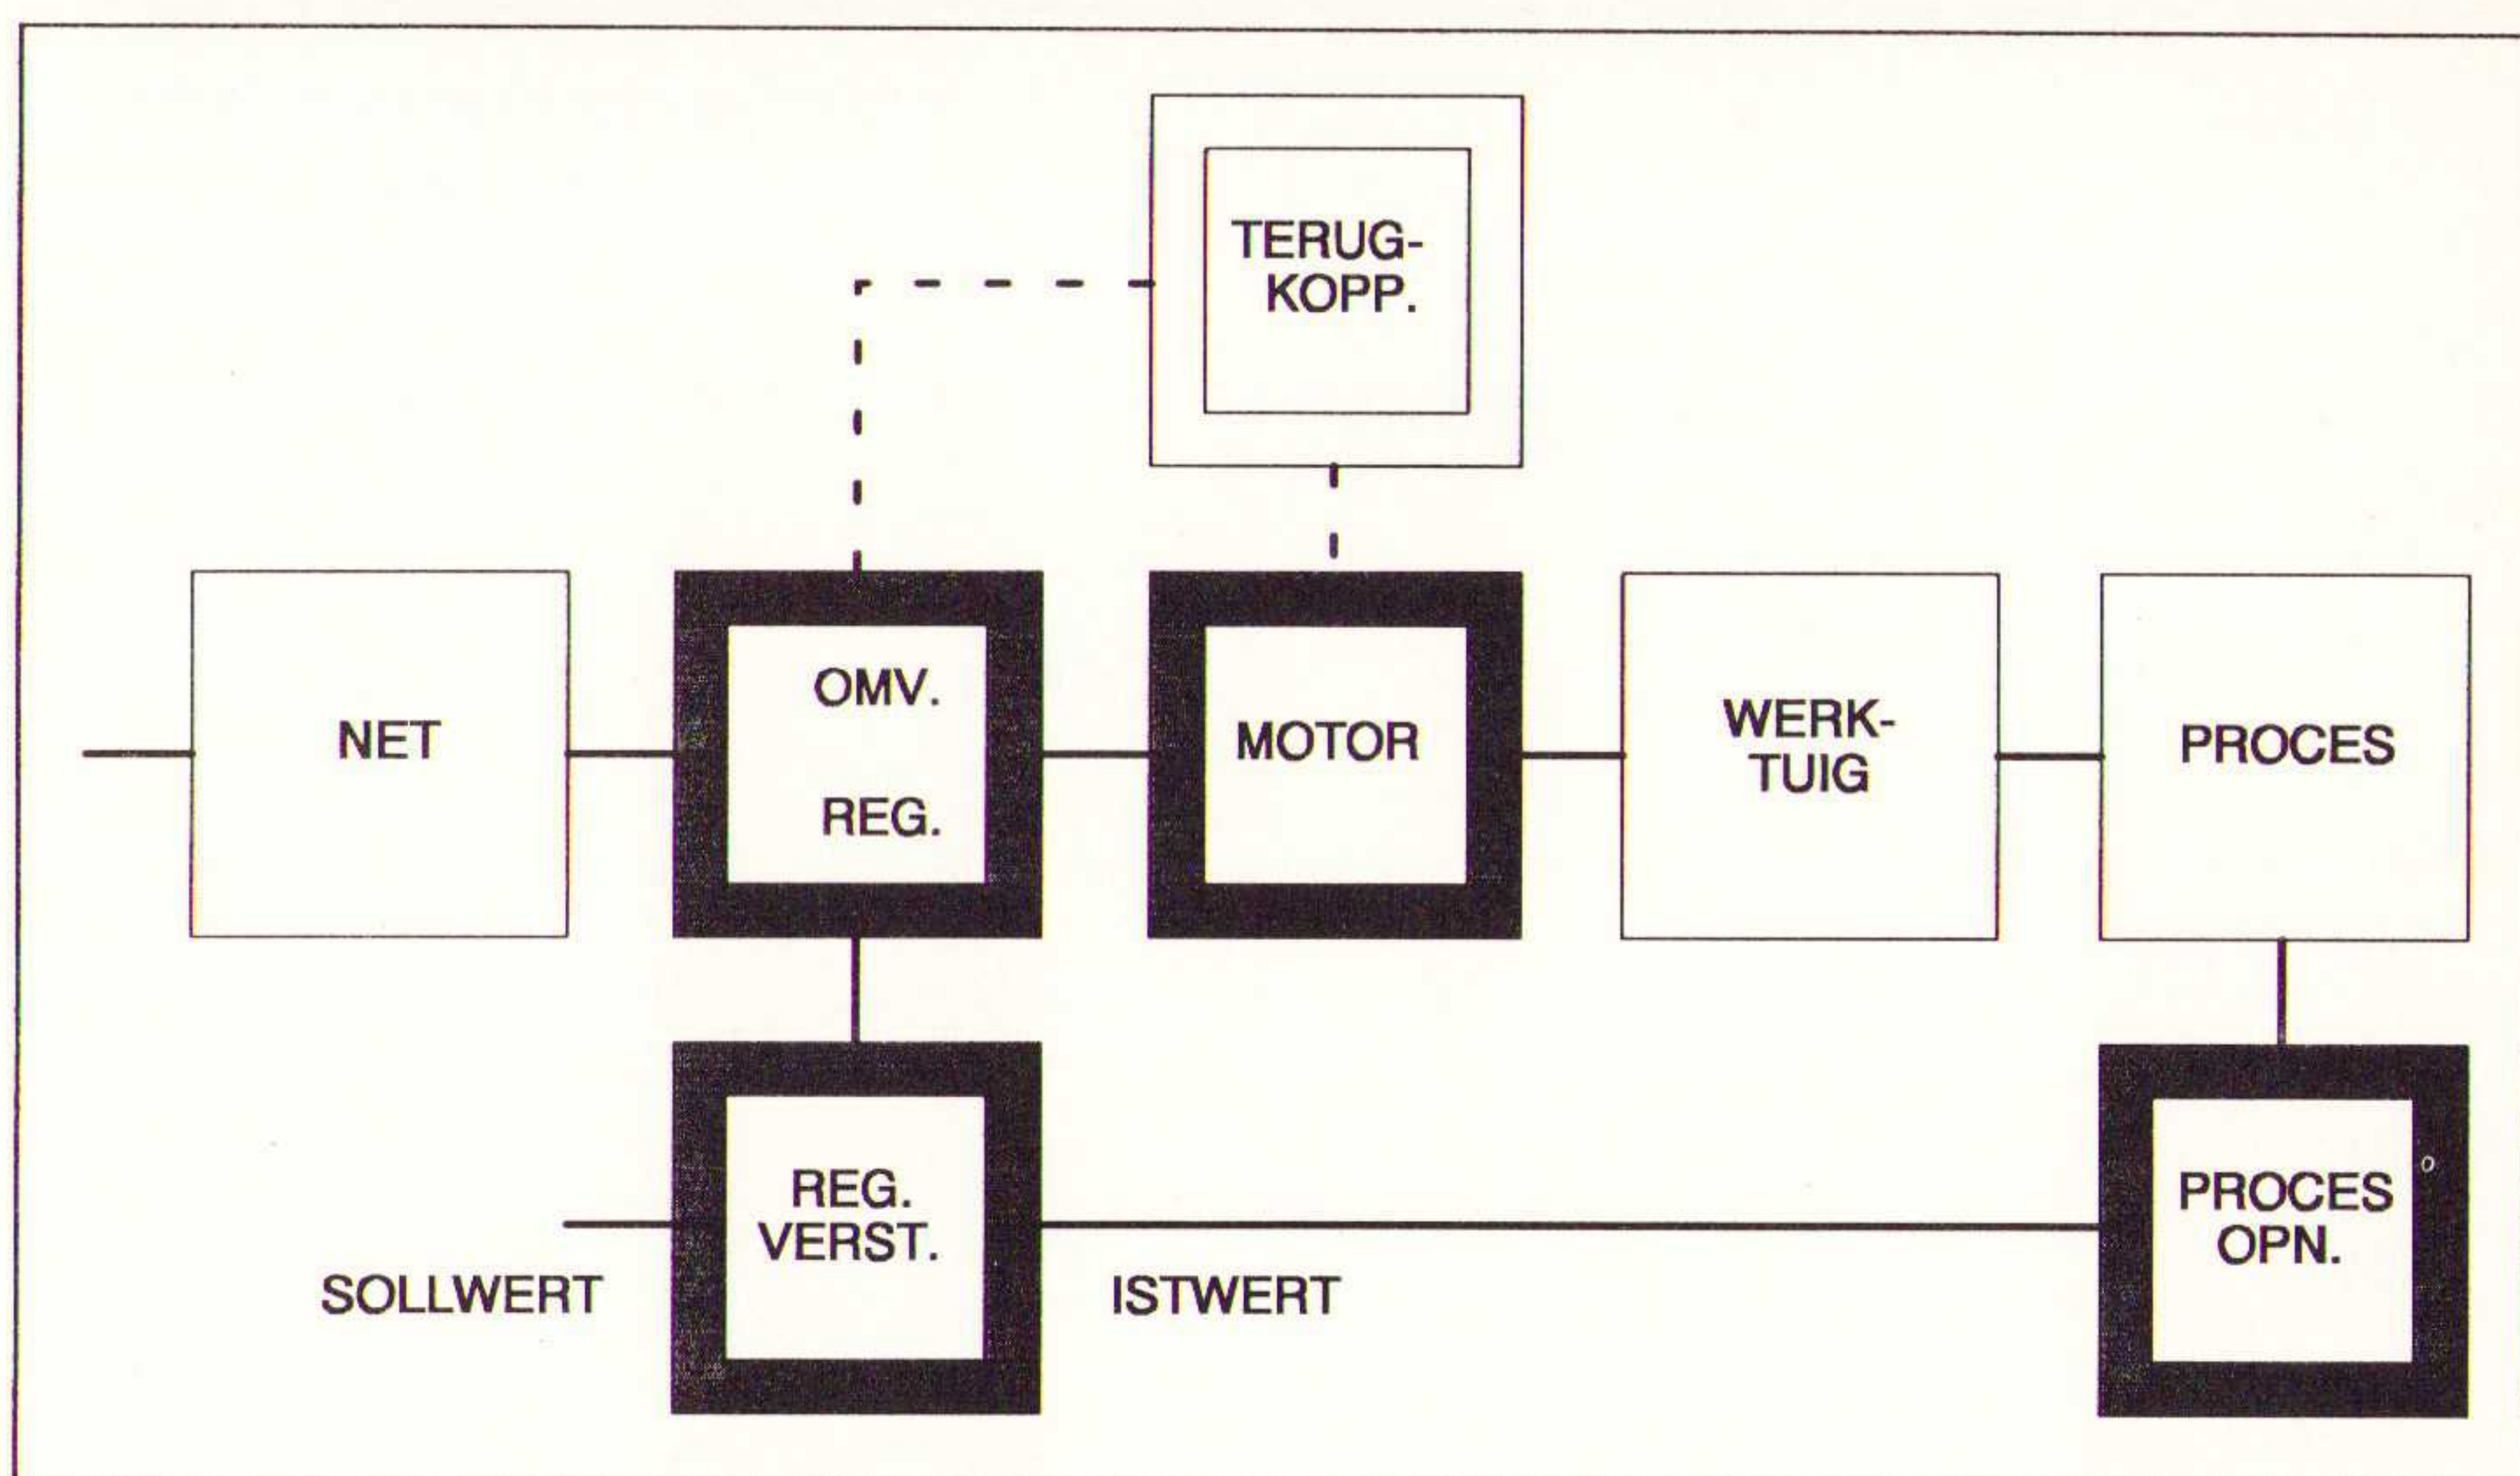 TERUG-
KOPP.
NET
OMV.
REG.
MOTOR
WERK-
TUIG
PROCES
REG.
VERST.
PROCES
OPN.
SOLLWERT
ISTWERT